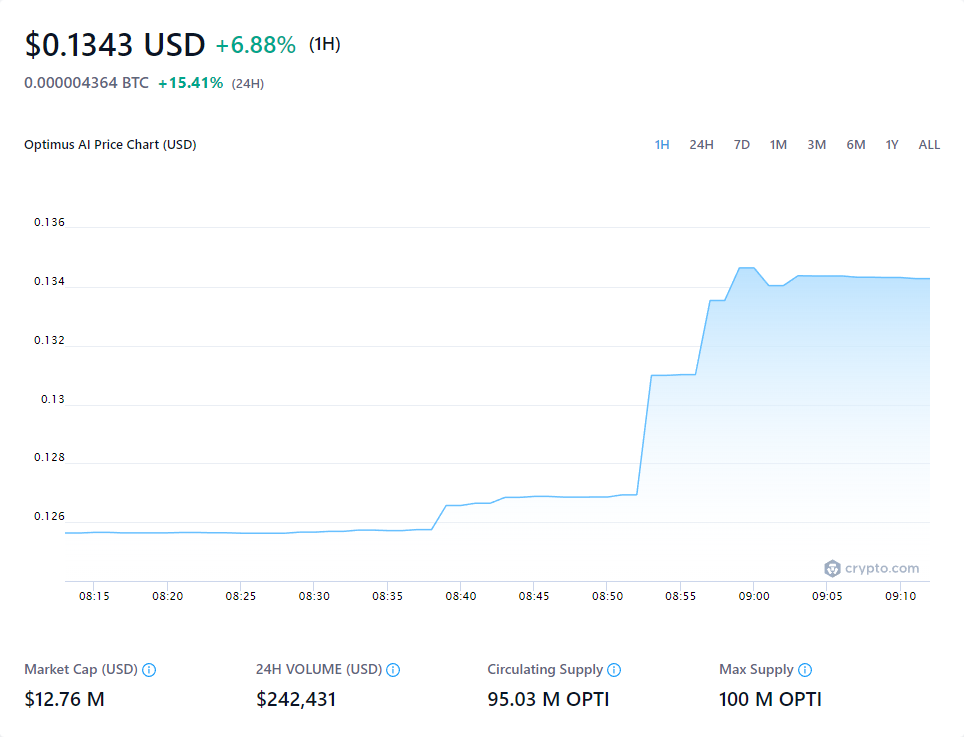 $0.1343 USD +6.88% (1H)
0.000004364 BTC +15.41% (24H)
Optimus AI Price Chart (USD) 1H 24H 7D 1M 3M 6M 1Y ALL
0.136
0.134
0.132
0.13
0.128
0.126
crypto.com
08:15 08:20 08:25 08:30 08:35 08:40 08:45 08:50 08:55 09:00 09:05 09:10
Market Cap (USD) 24H VOLUME (USD) Circulating Supply Max Supply
$12.76 M $242,431 95.03 M OPTI 100 M OPTI